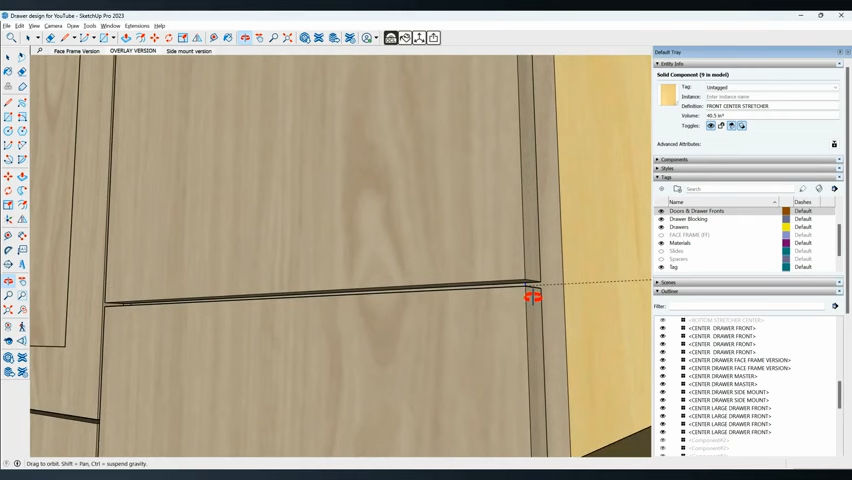 Drawer design for YouTube - SketchUp Pro 2023
File Edit View Camera Draw Tools Window Extensions Help
Face Frame Version OVERLAY VERSION Side mount version
Default Tray
Entity Info
Solid Component (9 in model)
Tag: Untagged
Instance: Enter instance name
Definition: FRONT CENTER STRETCHER
Volume: 40.5 in³
Toggles:
Advanced Attributes:
Components
Styles
Tags
Search
Name Dashes
Doors & Drawer Fronts Default
Drawer Blocking Default
Drawers Default
FACE FRAME (FF) Default
Materials Default
Slides Default
Spacers Default
Tag Default
Scenes
Outliner
Filter:
<BOTTOM STRETCHER CENTER>
<CENTER DRAWER FRONT>
<CENTER DRAWER FRONT>
<CENTER DRAWER FRONT>
<CENTER DRAWER FRONT>
<CENTER DRAWER FACE FRAME VERSION>
<CENTER DRAWER FACE FRAME VERSION>
<CENTER DRAWER MASTER>
<CENTER DRAWER MASTER>
<CENTER DRAWER SIDE MOUNT>
<CENTER DRAWER SIDE MOUNT>
<CENTER LARGE DRAWER FRONT>
<CENTER LARGE DRAWER FRONT>
<CENTER LARGE DRAWER FRONT>
<CENTER LARGE DRAWER FRONT>
<Component#2>
<Component#2>
Drag to orbit. Shift = Pan, Ctrl = suspend gravity.